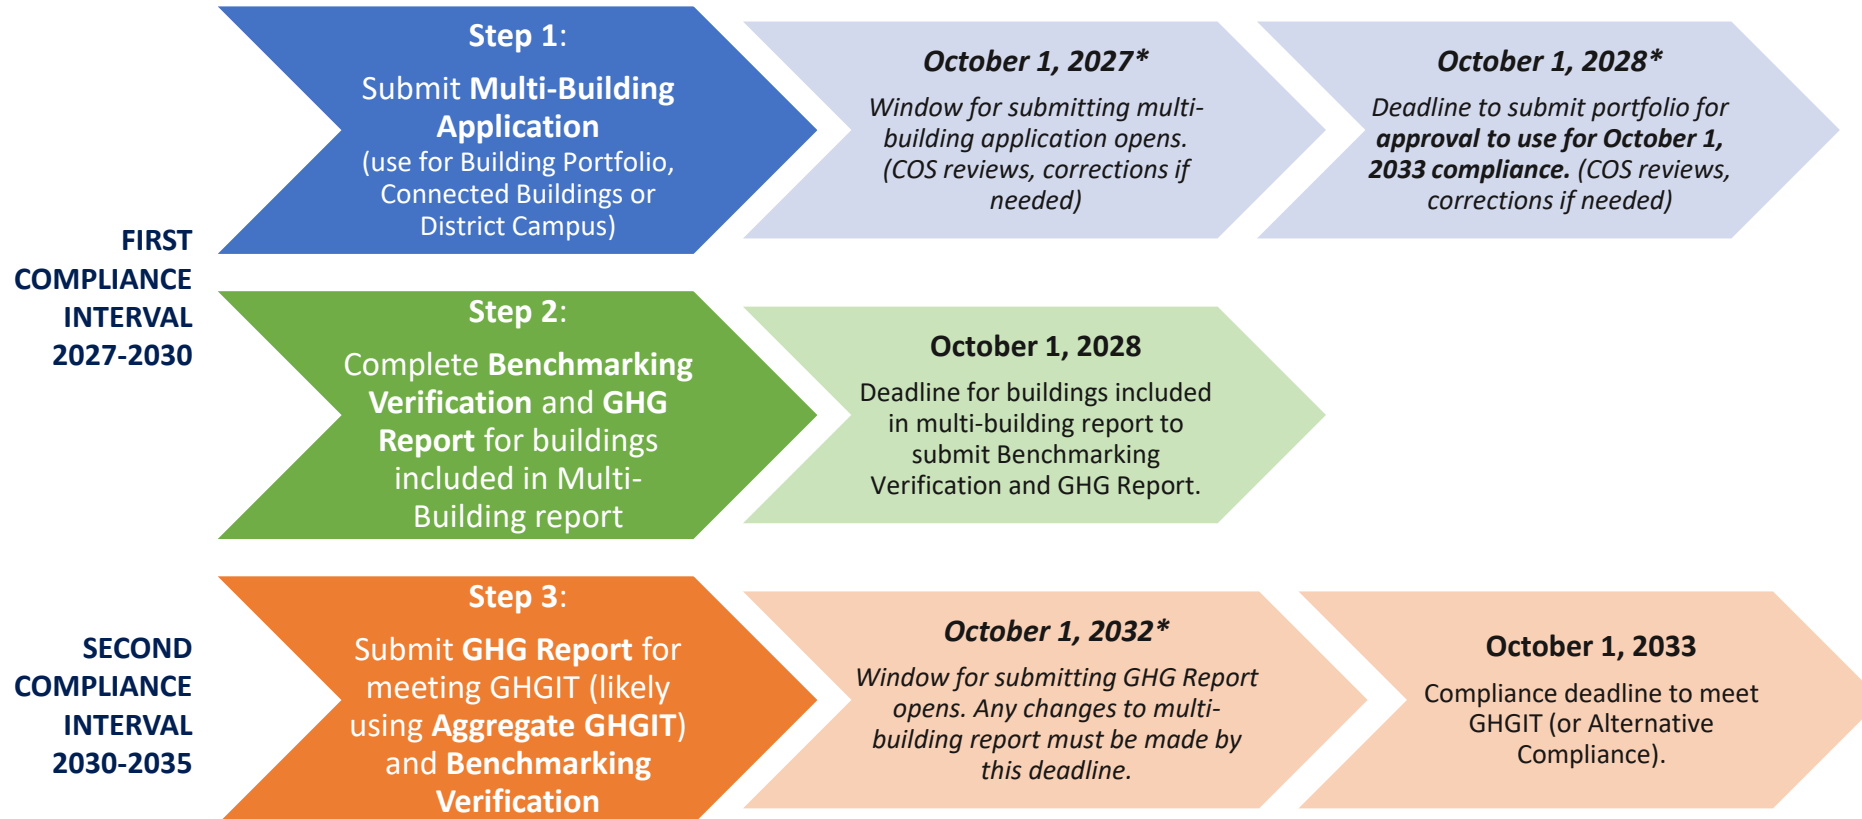 FIRST
COMPLIANCE
INTERVAL
2027-2030
Step 1:
Submit Multi-Building
Application
(use for Building Portfolio,
Connected Buildings or
District Campus)
October 1, 2027*
Window for submitting multi-
building application opens.
(COS reviews, corrections if
needed)
October 1, 2028*
Deadline to submit portfolio for
approval to use for October 1,
2033 compliance. (COS reviews,
corrections if needed)
Step 2:
Complete Benchmarking
Verification and GHG
Report for buildings
included in Multi-
Building report
October 1, 2028
Deadline for buildings included
in multi-building report to
submit Benchmarking
Verification and GHG Report.
SECOND
COMPLIANCE
INTERVAL
2030-2035
Step 3:
Submit GHG Report for
meeting GHGIT (likely
using Aggregate GHGIT)
and Benchmarking
Verification
October 1, 2032*
Window for submitting GHG Report
opens. Any changes to multi-
building report must be made by
this deadline.
October 1, 2033
Compliance deadline to meet
GHGIT (or Alternative
Compliance).